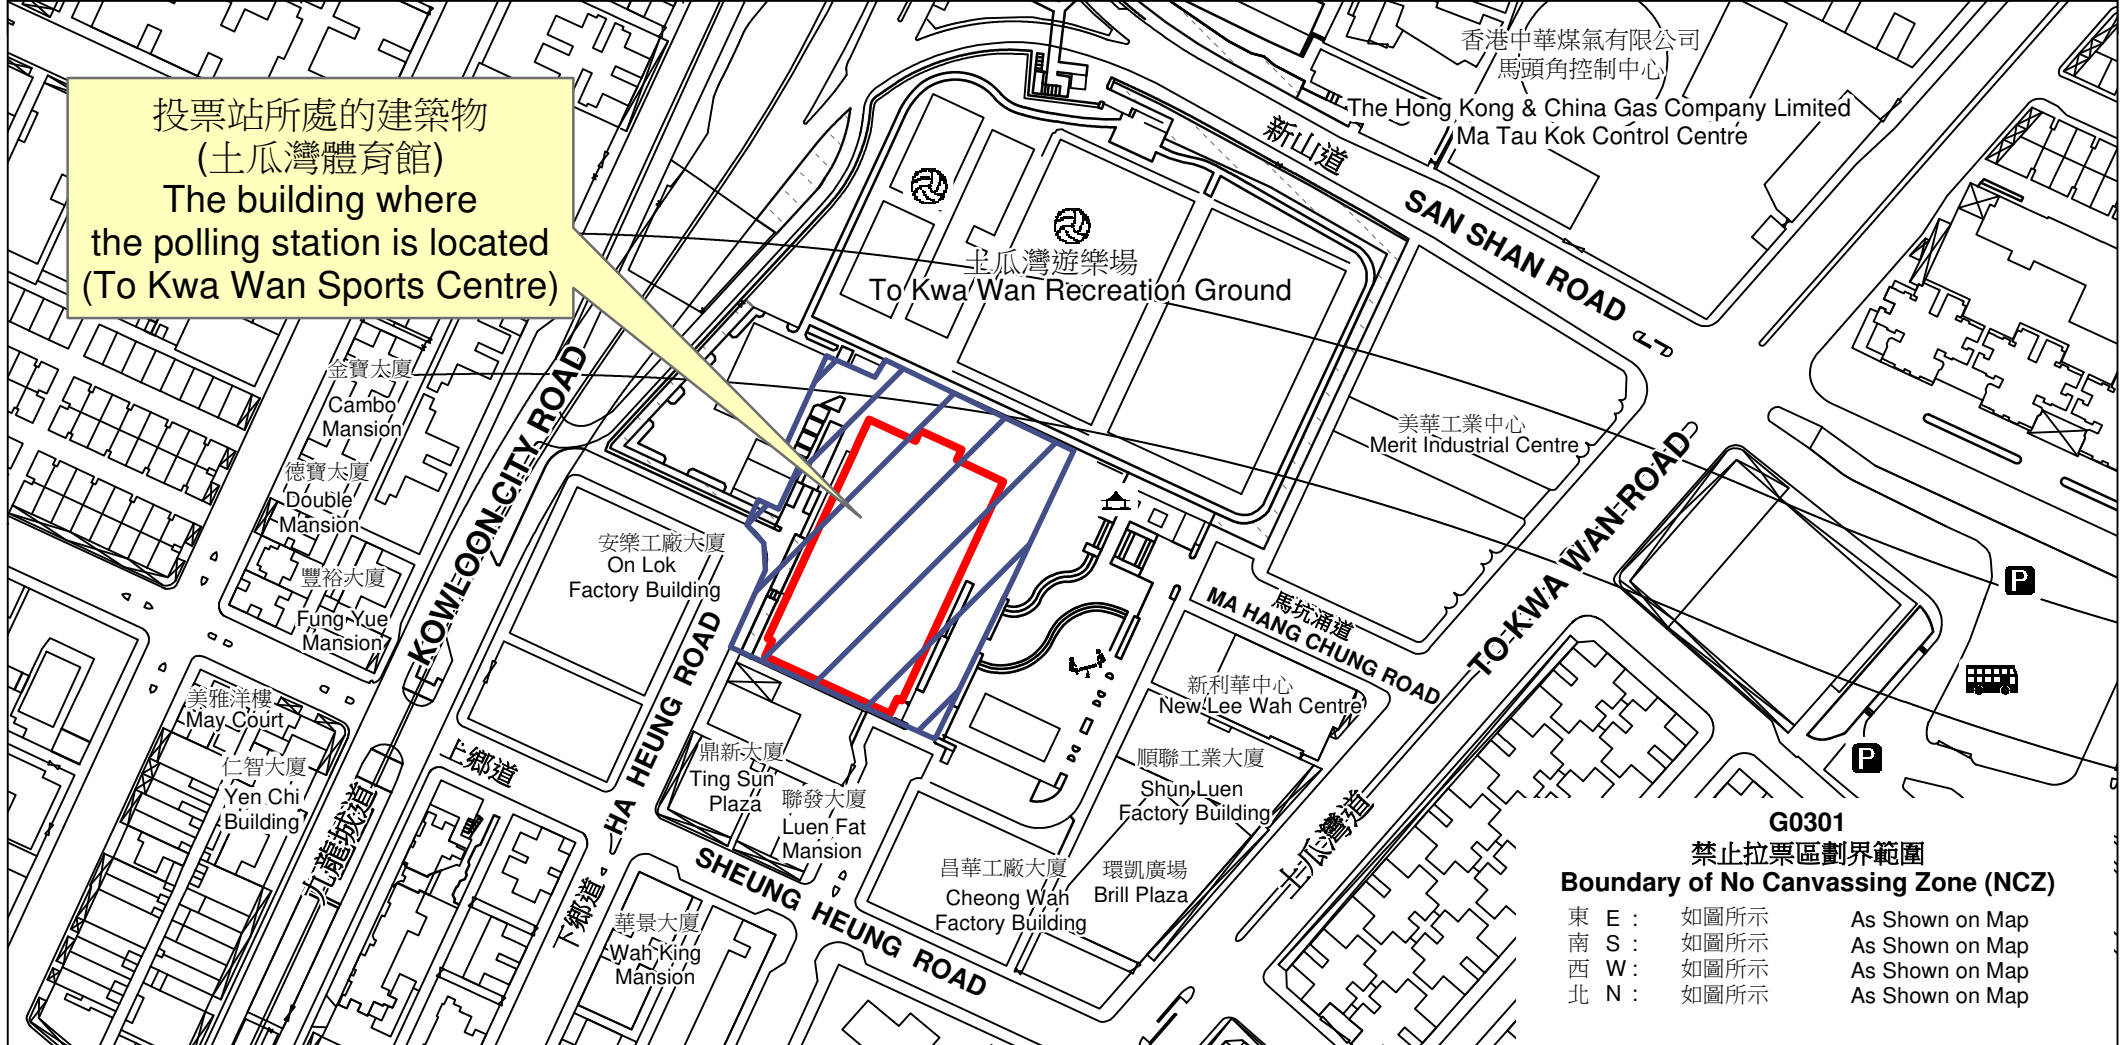 香港中華煤氣有限公司
馬頭角控制中心
The Hong Kong & China Gas Company Limited
Ma Tau Kok Control Centre
投票站所處的建築物
(土瓜灣體育館)
The building where
the polling station is located
(To Kwa Wan Sports Centre)
新山道
SAN SHAN ROAD
土瓜灣遊樂場
To Kwa Wan Recreation Ground
金寶大廈
Cambo
Mansion
德寶大廈
Double
Mansion
豐裕大廈
Fung Yue
Mansion
KOWLOON CITY ROAD
美華工業中心
Merit Industrial Centre
安樂工廠大廈
On Lok
Factory Building
TO KWA WAN ROAD
P
馬坑涌道
MA HANG CHUNG ROAD
HA HEUNG ROAD
美雅洋樓
May Court
仁智大廈
Yen Chi
Building
九龍城道
上鄉道
鼎新大廈
Ting Sun
Plaza
聯發大廈
Luen Fat
Mansion
新利華中心
New Lee Wah Centre
順聯工業大廈
Shun Luen
Factory Building
P
土瓜灣道
昌華工廠大廈
Cheong Wah
Factory Building
環凱廣場
Brill Plaza
SHEUNG HEUNG ROAD
下鄉道
華景大廈
Wah King
Mansion
G0301
禁止拉票區劃界範圍
Boundary of No Canvassing Zone (NCZ)
東 E : 如圖所示 As Shown on Map
南 S : 如圖所示 As Shown on Map
西 W : 如圖所示 As Shown on Map
北 N : 如圖所示 As Shown on Map